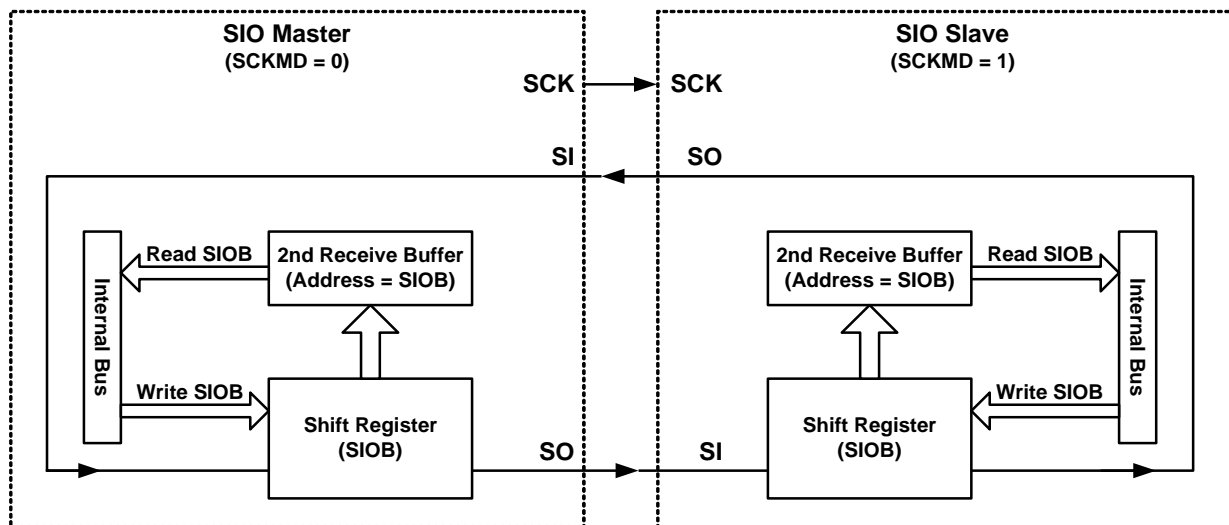 SIO Master
(SCKMD = 0)
SIO Slave
(SCKMD = 1)
SCK
SCK
SI
SO
Read SIOB
2nd Receive Buffer
(Address = SIOB)
2nd Receive Buffer
(Address = SIOB)
Read SIOB
Internal Bus
Internal Bus
Write SIOB
Shift Register
(SIOB)
Shift Register
(SIOB)
Write SIOB
SO
SI